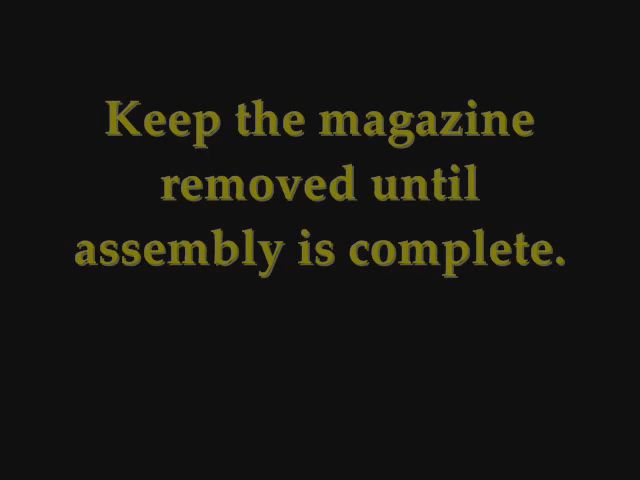 Keep the magazine
removed until
assembly is complete.